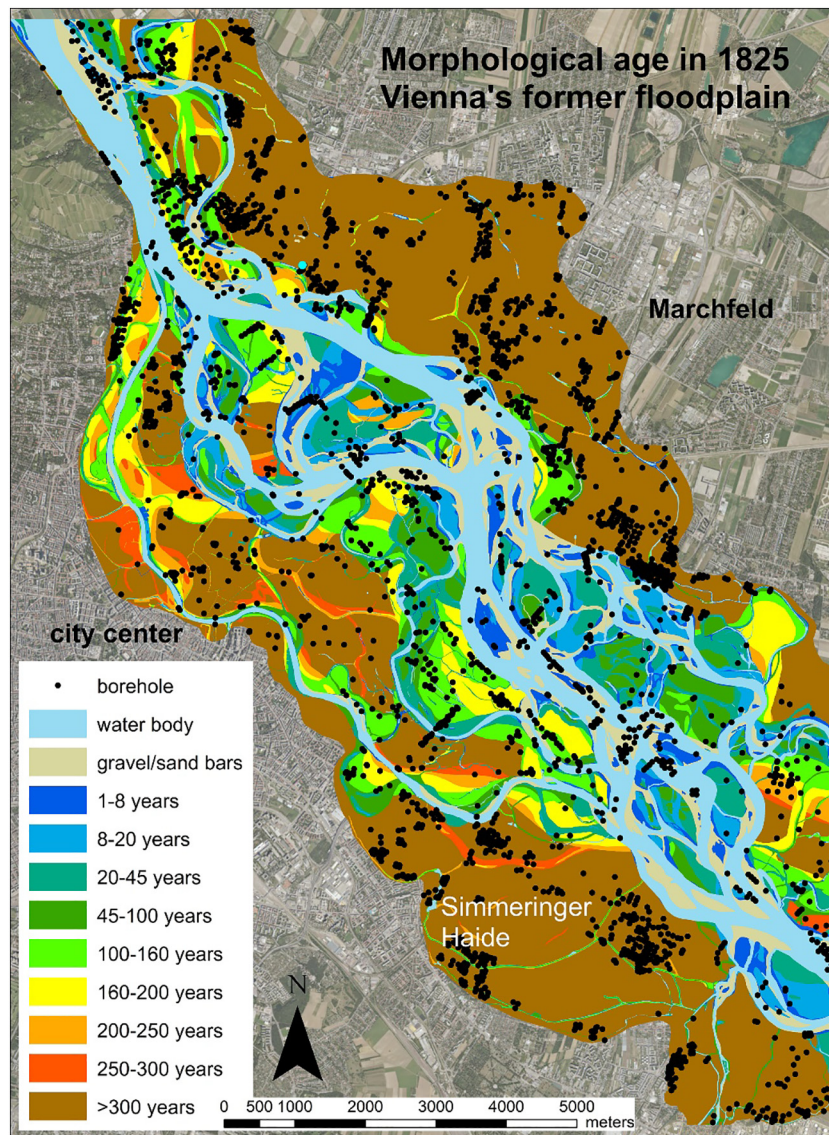 Morphological age in 1825
Vienna's former floodplain
Marchfeld
city center
borehole
water body
gravel/sand bars
1-8 years
8-20 years
20-45 years
45-100 years
100-160 years
160-200 years
200-250 years
250-300 years
>300 years
Simmeringer
Haide
N
0 500 1000 2000 3000 4000 5000
meters